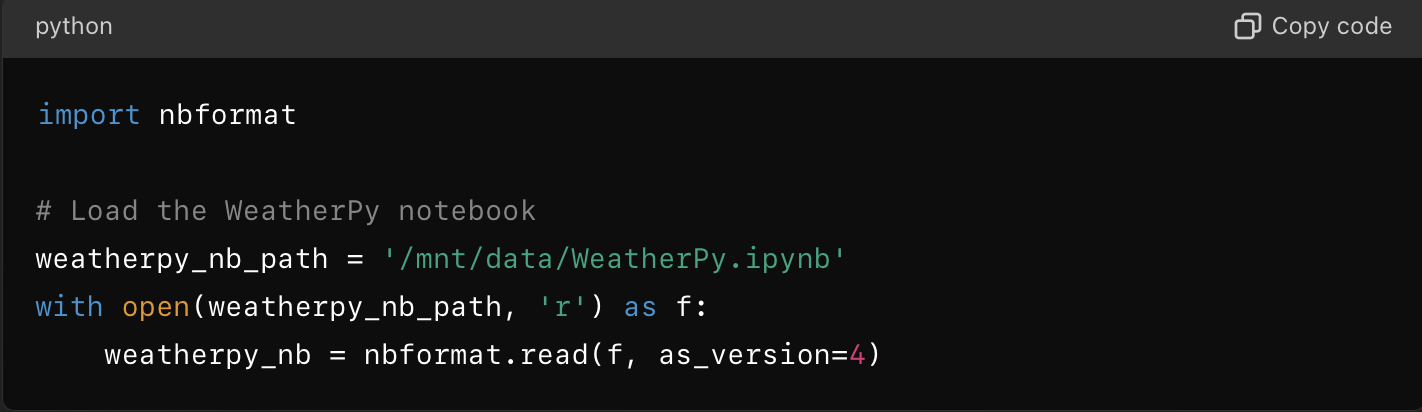 python
Copy code
import nbformat
# Load the WeatherPy notebook
weatherpy_nb_path = '/mnt/data/WeatherPy.ipynb'
with open(weatherpy_nb_path, 'r') as f:
    weatherpy_nb = nbformat.read(f, as_version=4)